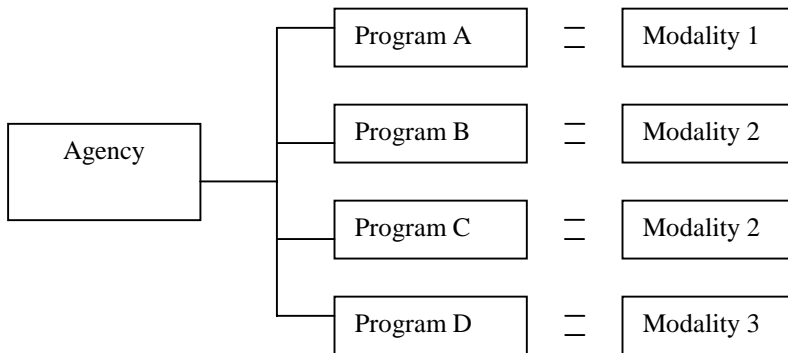 Program A = Modality 1
Program B = Modality 2
Agency
Program C = Modality 2
Program D = Modality 3